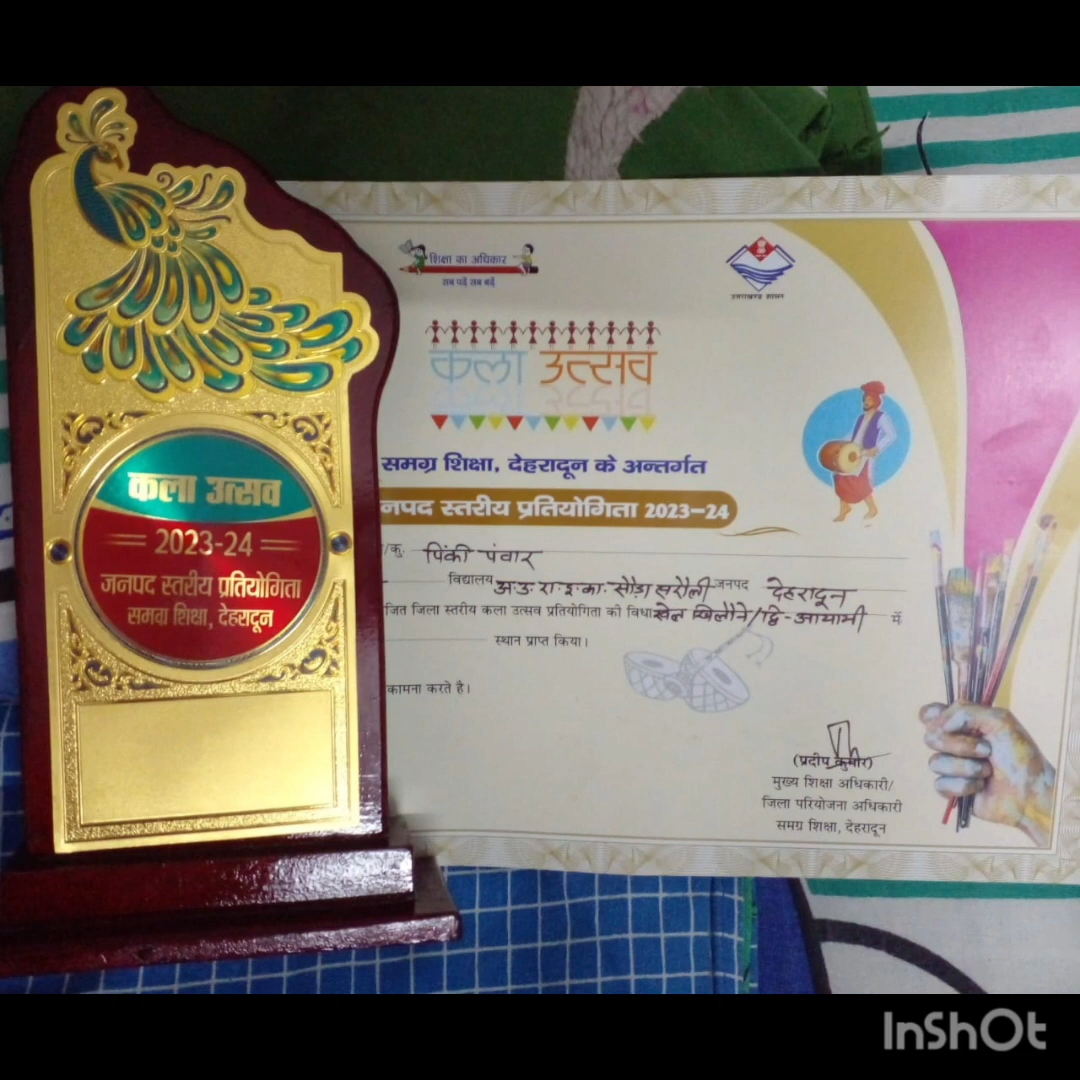 कला उत्सव
2023-24
जनपद स्तरीय प्रतियोगिता
समग्र शिक्षा, देहरादून
शिक्षा का अधिकार
सब पढ़ें सब बढ़ें
उत्तराखण्ड शासन
कला उत्सव
समग्र शिक्षा, देहरादून के अन्तर्गत
नपद स्तरीय प्रतियोगिता 2023-24
/कु. पिंकी पंवार
विद्यालय अ.उ.रा.इ.का. सौड़ा सरोली जनपद देहरादून
जित जिला स्तरीय कला उत्सव प्रतियोगिता की विधा खेल खिलौने/द्वि-आयामी में
स्थान प्राप्त किया।
कामना करते है।
(प्रदीप कुमार)
मुख्य शिक्षा अधिकारी/
जिला परियोजना अधिकारी
समग्र शिक्षा, देहरादून
InShOt